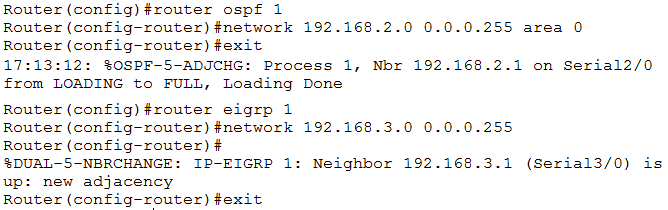 Router(config)#router ospf 1
Router(config-router)#network 192.168.2.0 0.0.0.255 area 0
Router(config-router)#exit
17:13:12: %OSPF-5-ADJCHG: Process 1, Nbr 192.168.2.1 on Serial2/0
from LOADING to FULL, Loading Done
Router(config)#router eigrp 1
Router(config-router)#network 192.168.3.0 0.0.0.255
Router(config-router)#
%DUAL-5-NBRCHANGE: IP-EIGRP 1: Neighbor 192.168.3.1 (Serial3/0) is
up: new adjacency
Router(config-router)#exit